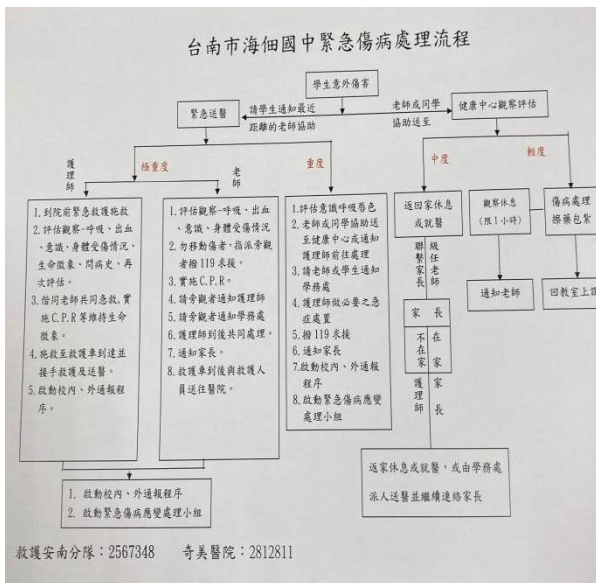 台南市海佃國中緊急傷病處理流程
學生意外傷害
緊急送醫
請學生通知最近
距離的老師協助
老師或同學
協助送至
健康中心觀察評估
護理師
極重度
老師
重度
中度
輕度
1.到院前緊急救護施救
2.評估觀察-呼吸、出血
、意識、身體受傷情況、
生命徵象、問病史、再
次評估。
3.偕同老師共同急救,實
施C.P.R等維持生命
徵象。
4.施救至救護車到達並
接手救護及送醫。
5.啟動校內、外通報程
序。
1.評估觀察-呼吸、出血、
意識、身體受傷情況
2.勿移動傷者,指派旁觀
者撥119求援。
3.實施C.P.R。
4.請旁觀者通知護理師
5.請旁觀者通知學務處
6.護理師到後共同處理。
7.通知家長。
8.救護車到後與救護人
員送往醫院。
1.評估意識呼吸唇色
2.老師或同學協助送
至健康中心或通知
護理師前往處理
3.請老師或學生通知
學務處
4.護理師做必要之急
症處置
5.撥119求援
6.通知家長
7.啟動校內、外通報
程序
8.啟動緊急傷病應變
處理小組
返回家休息
或就醫
聯繫家長
級任老師
家長
不在家
在家
護理師
家長
返家休息或就醫,或由學務處
派人送醫並繼續連絡家長
觀察休息
(限1小時)
通知老師
傷病處理
擦藥包紮
回教室上課
1. 啟動校內、外通報程序
2. 啟動緊急傷病應變處理小組
救護安南分隊:2567348
奇美醫院:2812811